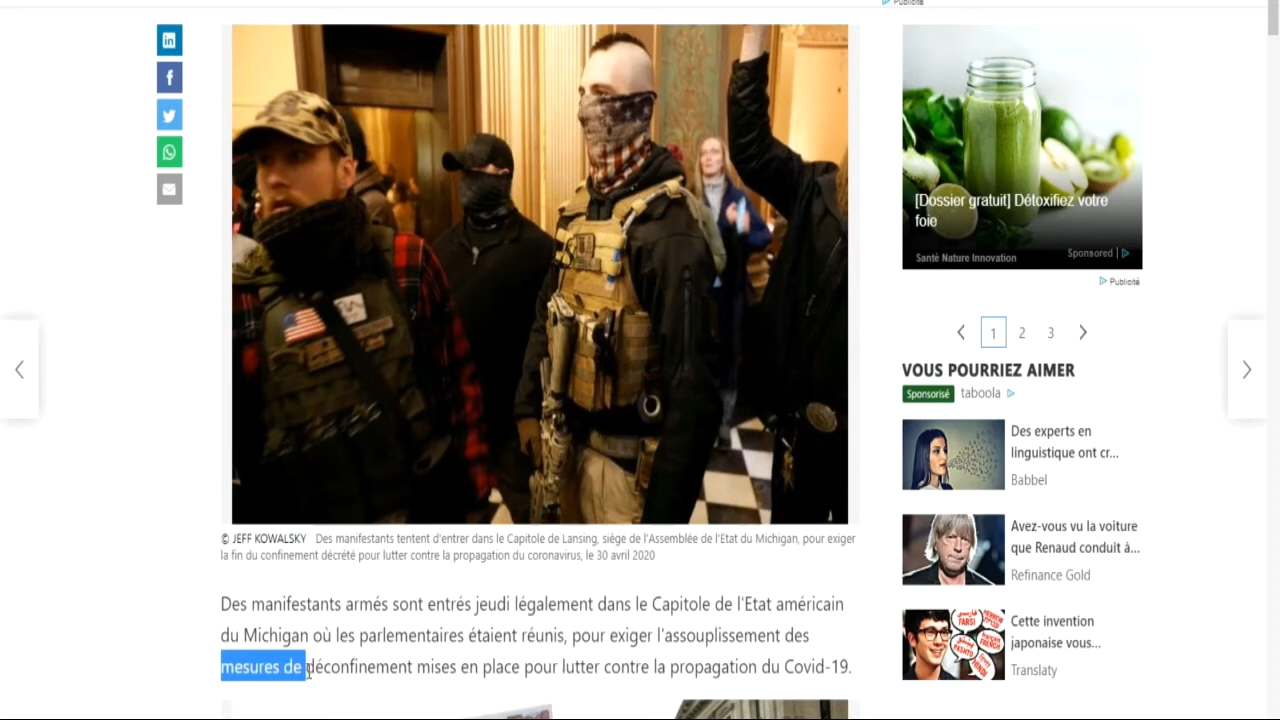 Publicité
in
f
[Dossier gratuit] Détoxifiez votre
foie
Santé Nature Innovation
Sponsored
Publicité
1 2 3
VOUS POURRIEZ AIMER
Sponsorisé taboola
Des experts en
linguistique ont cr...
Babbel
Avez-vous vu la voiture
que Renaud conduit à...
Refinance Gold
FARSI
HEBREW
FRENCH
PASHTO
HINDI
Cette invention
japonaise vous...
Translaty
© JEFF KOWALSKY Des manifestants tentent d'entrer dans le Capitole de Lansing, siège de l'Assemblée de l'Etat du Michigan, pour exiger
la fin du confinement décrété pour lutter contre la propagation du coronavirus, le 30 avril 2020
Des manifestants armés sont entrés jeudi légalement dans le Capitole de l'Etat américain
du Michigan où les parlementaires étaient réunis, pour exiger l'assouplissement des
mesures de déconfinement mises en place pour lutter contre la propagation du Covid-19.